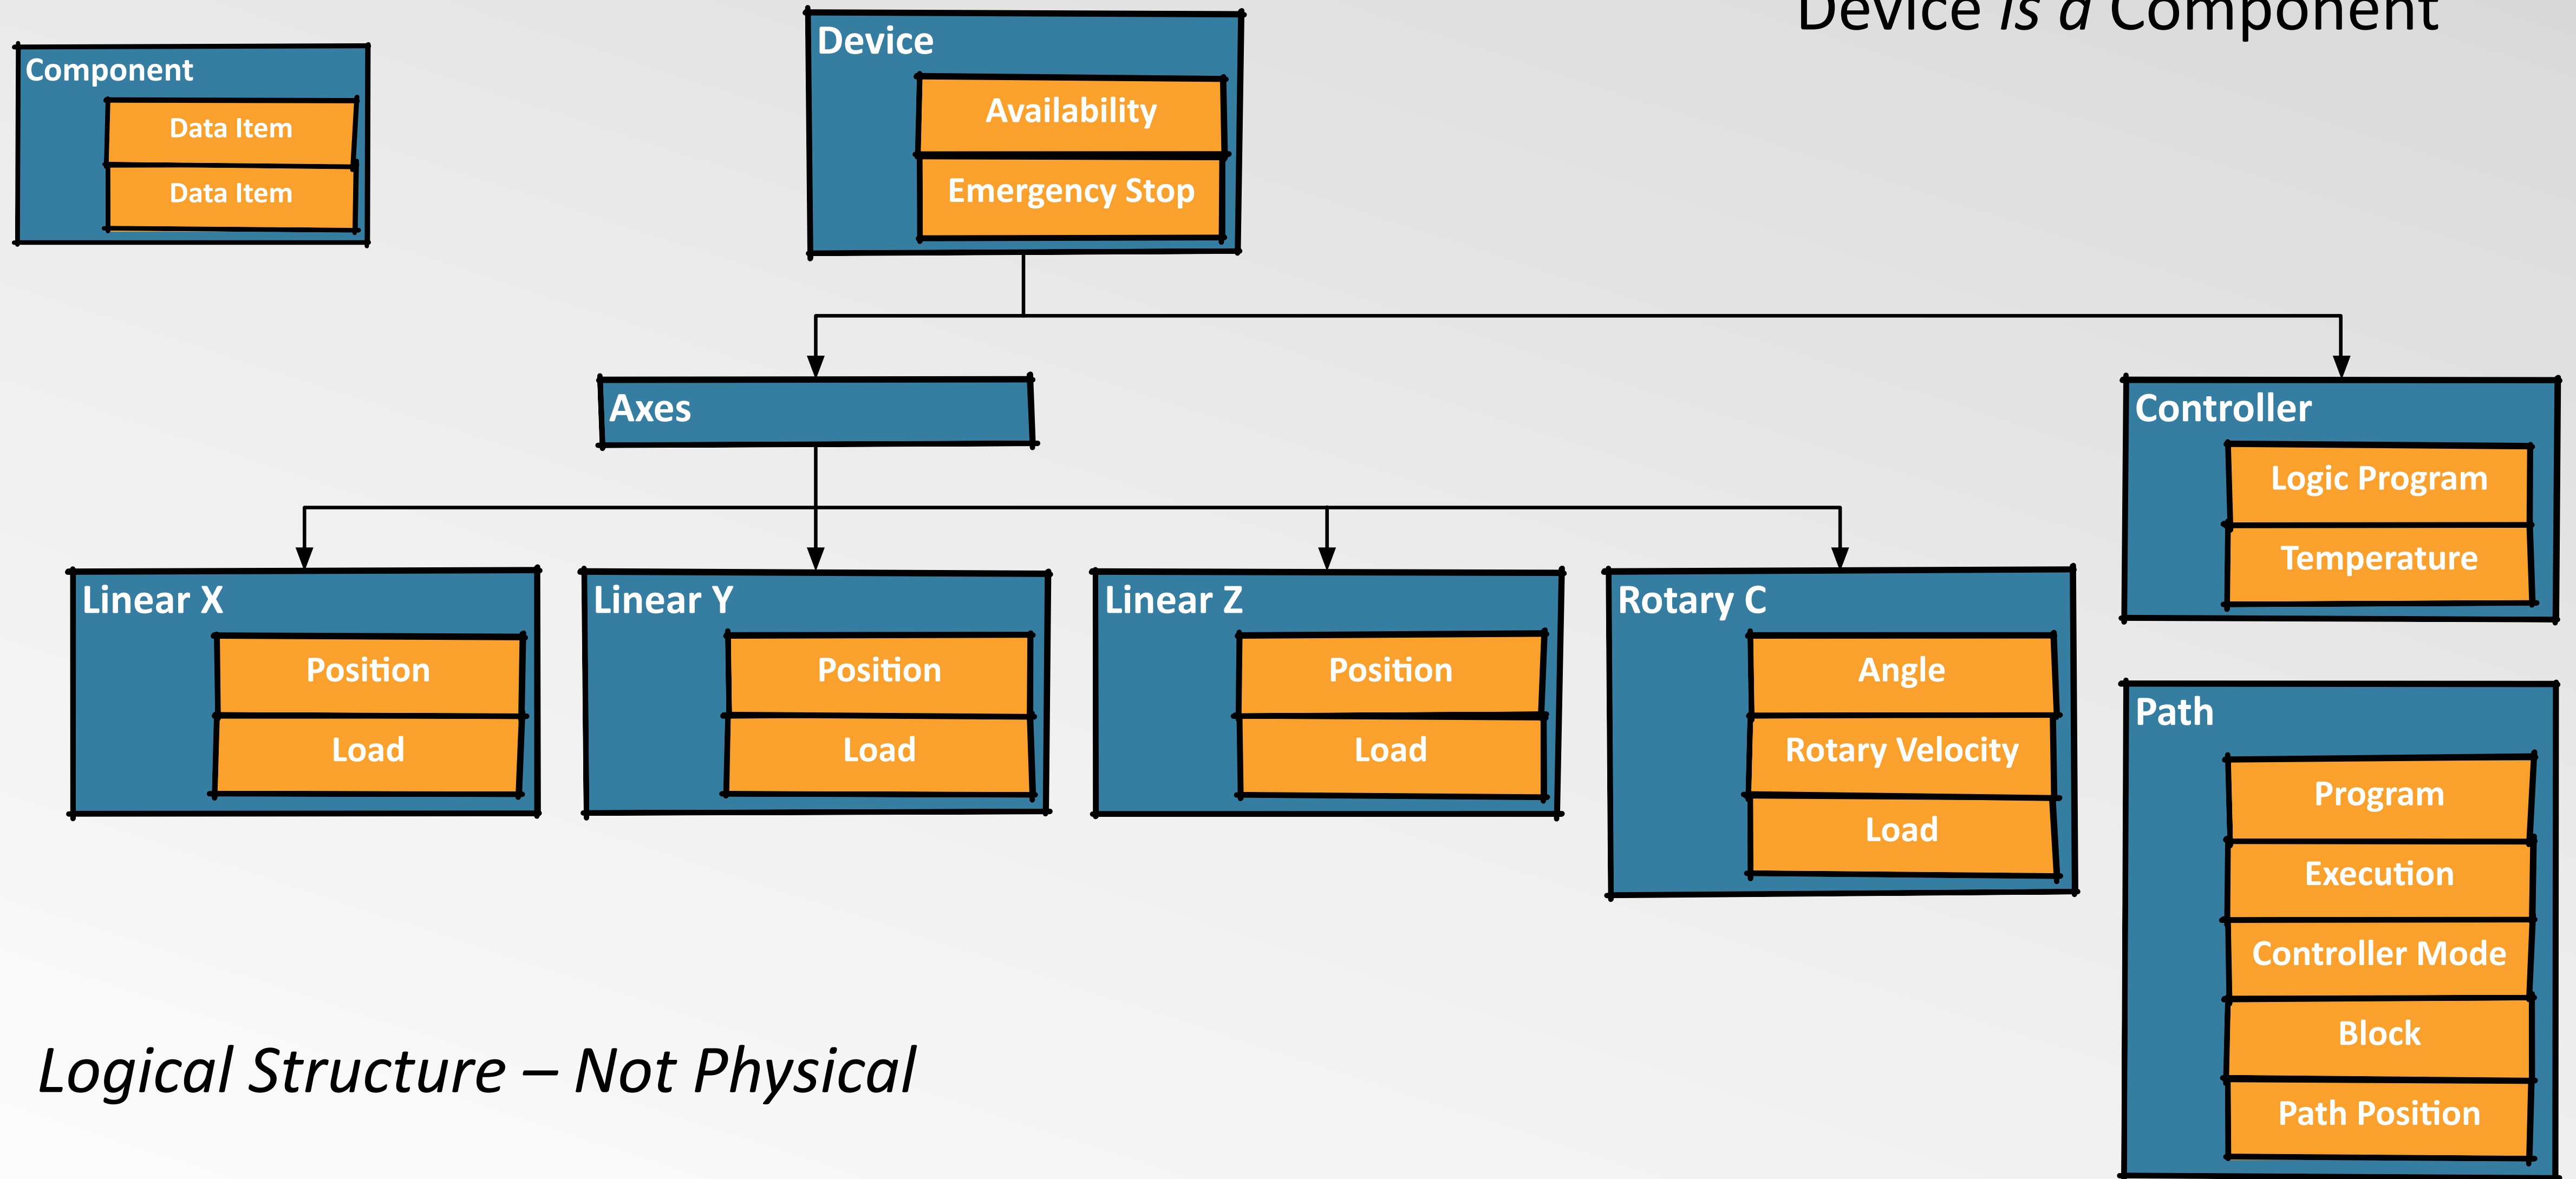 Device is a Component
Component
Data Item
Data Item
Device
Availability
Emergency Stop
Axes
Controller
Logic Program
Temperature
Linear X
Position
Load
Linear Y
Position
Load
Linear Z
Position
Load
Rotary C
Angle
Rotary Velocity
Load
Path
Program
Execution
Controller Mode
Block
Path Position
Logical Structure – Not Physical